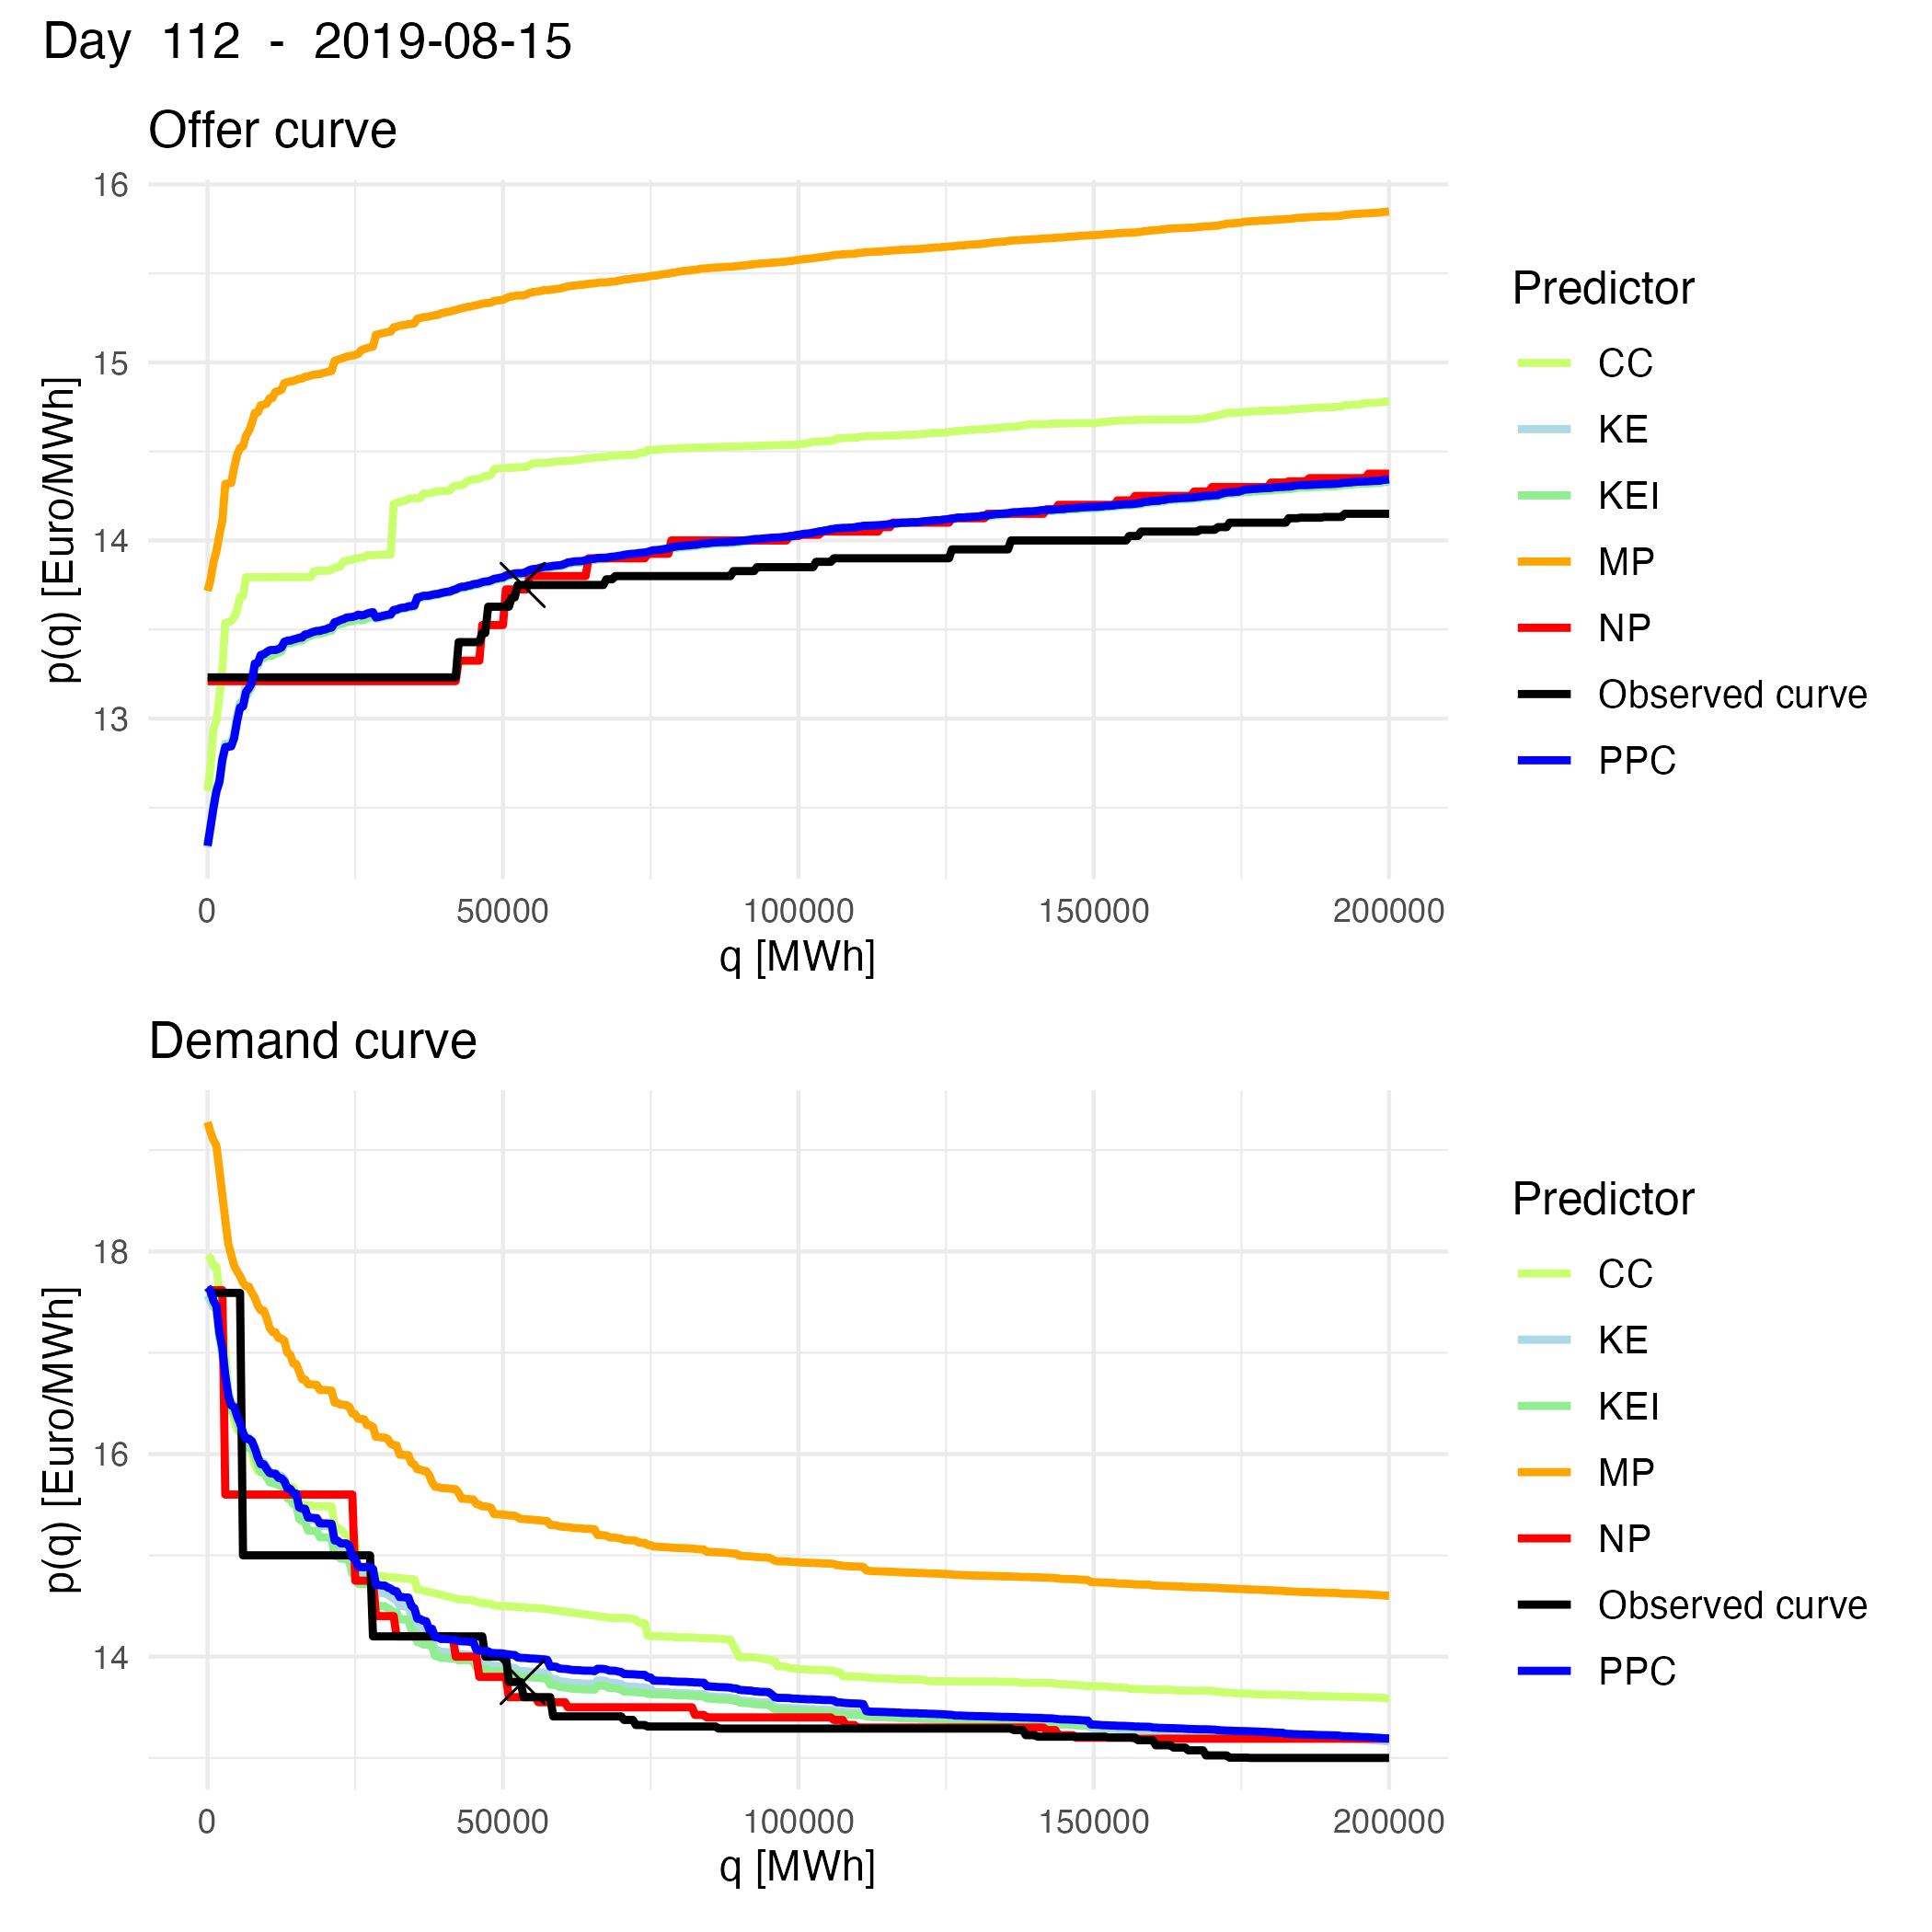 Day 112 - 2019-08-15
Offer curve
16
15
14
13
p(q) [Euro/MWh]
0 50000 100000 150000 200000
q [MWh]
Predictor
CC
KE
KEI
MP
NP
Observed curve
PPC
Demand curve
18
16
14
p(q) [Euro/MWh]
0 50000 100000 150000 200000
q [MWh]
Predictor
CC
KE
KEI
MP
NP
Observed curve
PPC